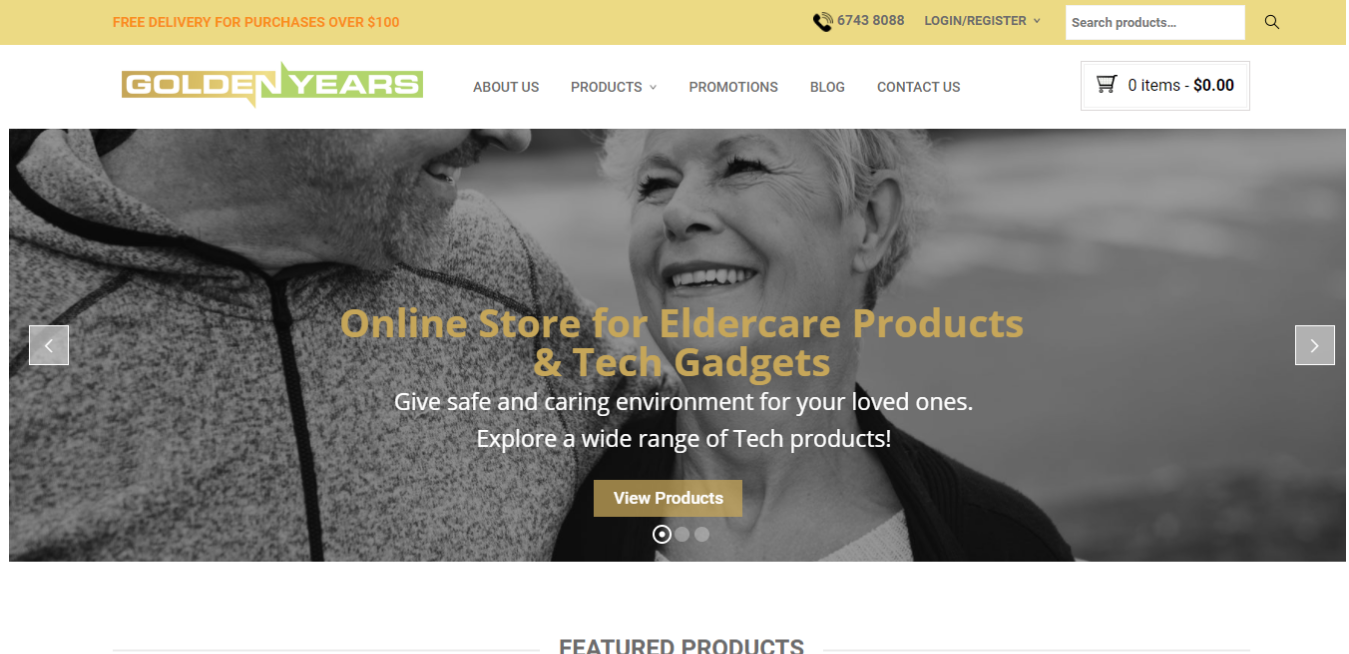 FREE DELIVERY FOR PURCHASES OVER $100
6743 8088
LOGIN/REGISTER
Search products...
GOLDEN YEARS
ABOUT US
PRODUCTS
PROMOTIONS
BLOG
CONTACT US
0 items - $0.00
Online Store for Eldercare Products
& Tech Gadgets
Give safe and caring environment for your loved ones.
Explore a wide range of Tech products!
View Products
FEATURED PRODUCTS